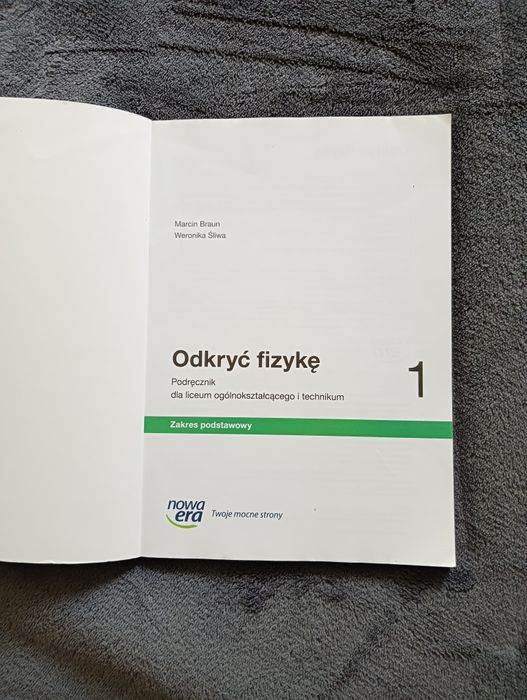 Marcin Braun
Weronika Śliwa
Odkryć fizykę
1
Podręcznik
dla liceum ogólnokształcącego i technikum
Zakres podstawowy
nowa
era
Twoje mocne strony